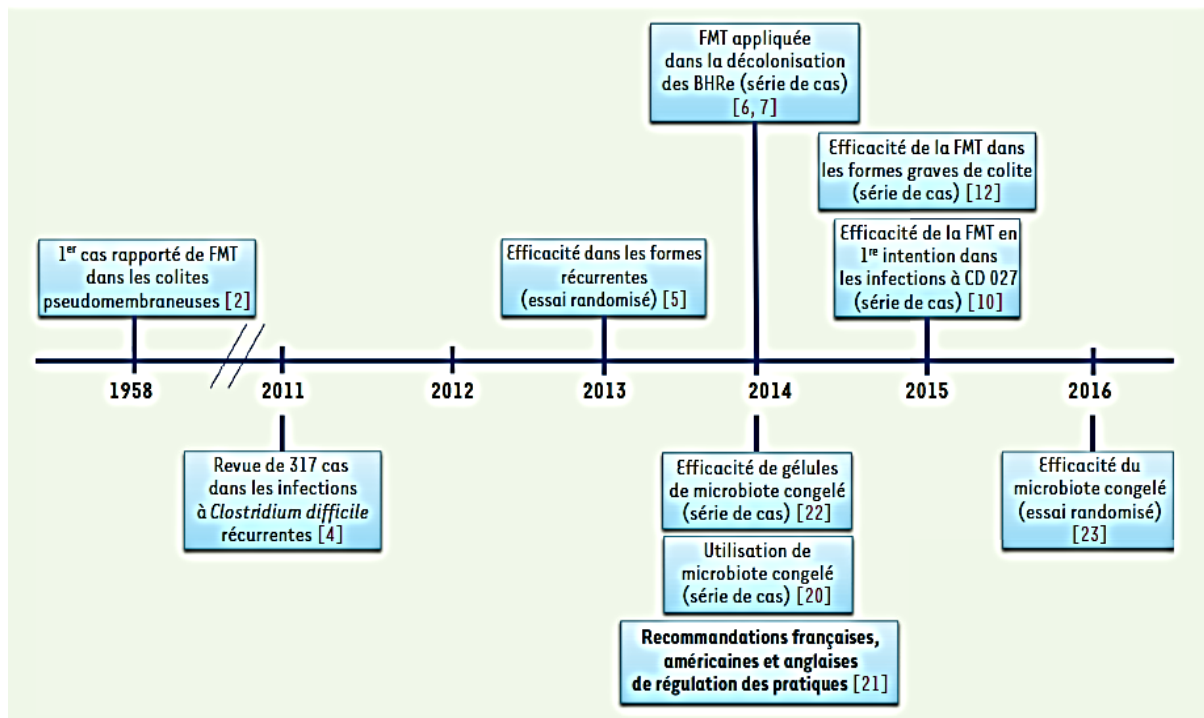 FMT appliquée
dans la décolonisation
des BHRe (série de cas)
[6, 7]
Efficacité de la FMT dans
les formes graves de colite
(série de cas) [12]
1er cas rapporté de FMT
dans les colites
pseudomembraneuses [2]
Efficacité dans les formes
récurrentes
(essai randomisé) [5]
Efficacité de la FMT en
1re intention dans
les infections à CD 027
(série de cas) [10]
1958
2011
2012
2013
2014
2015
2016
Revue de 317 cas
dans les infections
à Clostridium difficile
récurrentes [4]
Efficacité de gélules
de microbiote congelé
(série de cas) [22]
Utilisation de
microbiote congelé
(série de cas) [20]
Recommandations françaises,
américaines et anglaises
de régulation des pratiques [21]
Efficacité du
microbiote congelé
(essai randomisé)
[23]